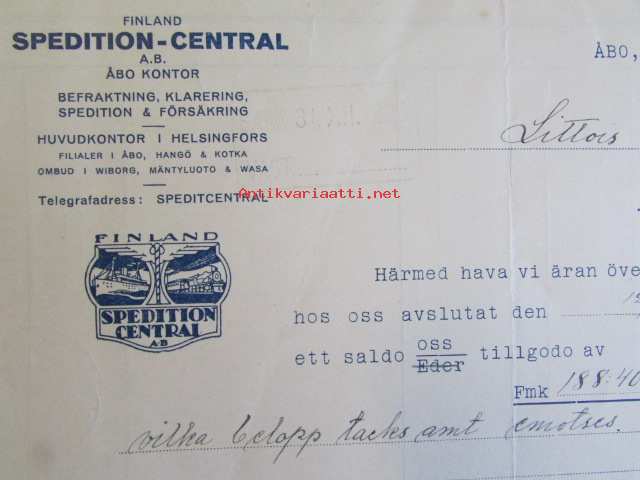 FINLAND
SPEDITION-CENTRAL
A.B.
ÅBO KONTOR
BEFRAKTNING, KLARERING,
SPEDITION & FÖRSÄKRING
HUVUDKONTOR I HELSINGFORS
FILIALER I ÅBO, HANGÖ & KOTKA
OMBUD I WIBORG, MÄNTYLUOTO & WASA
Telegrafadress: SPEDITCENTRAL
ÅBO,
Littois
Antikvariaatti.net
FINLAND
SPEDITION
CENTRAL
AB
Härmed hava vi äran öve
hos oss avslutat den
ett saldo oss tillgodo av
Eder
Fmk 188:40
vilka belopp tacksamt emotses.